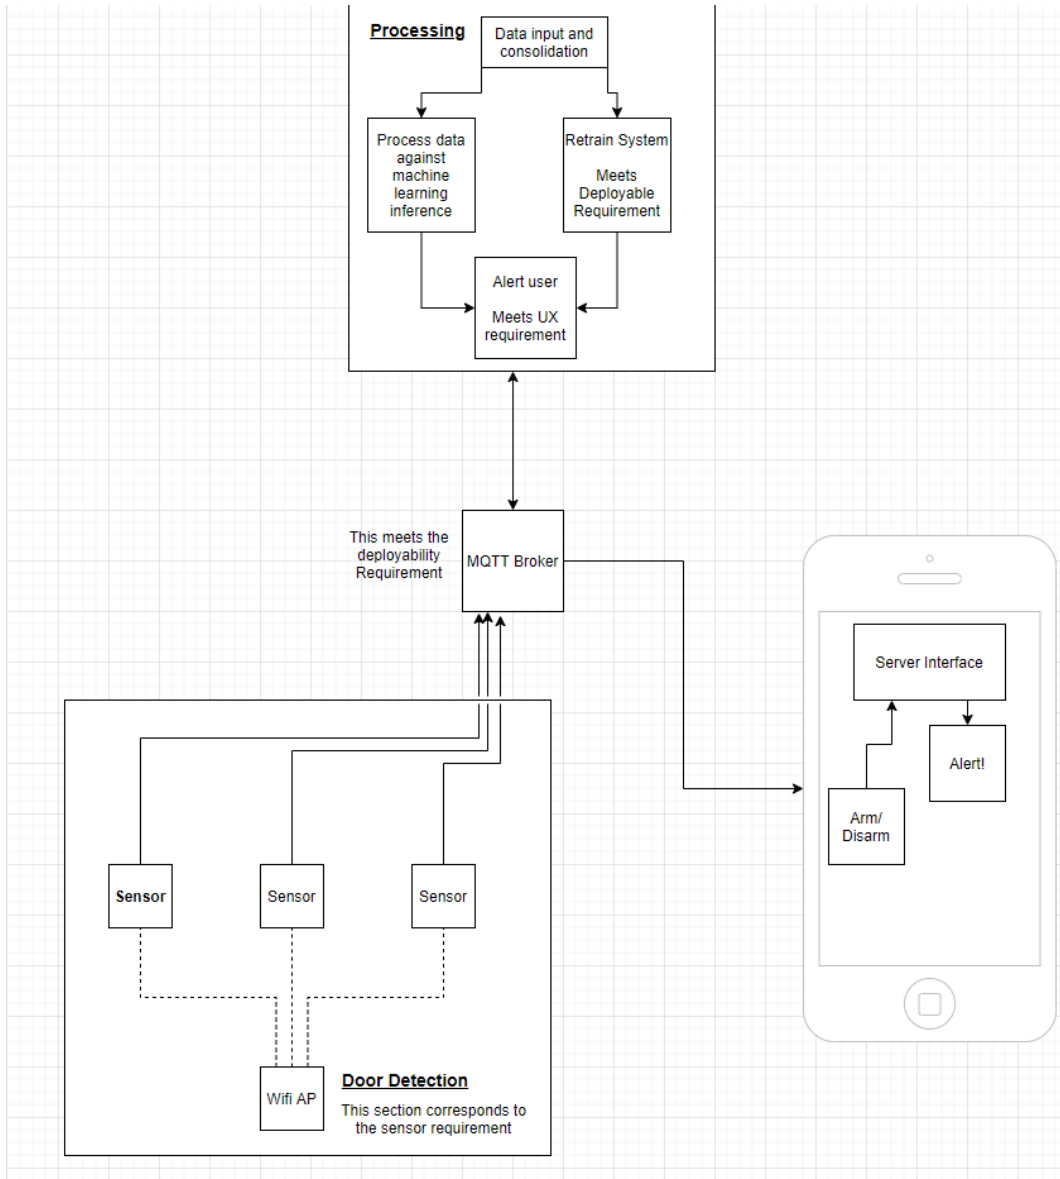 Processing
Data input and
consolidation
Process data
against
machine
learning
inference
Retrain System
Meets
Deployable
Requirement
Alert user
Meets UX
requirement
This meets the
deployability
Requirement
MQTT Broker
Server Interface
Alert!
Arm/
Disarm
Sensor
Sensor
Sensor
Wifi AP
Door Detection
This section corresponds to
the sensor requirement